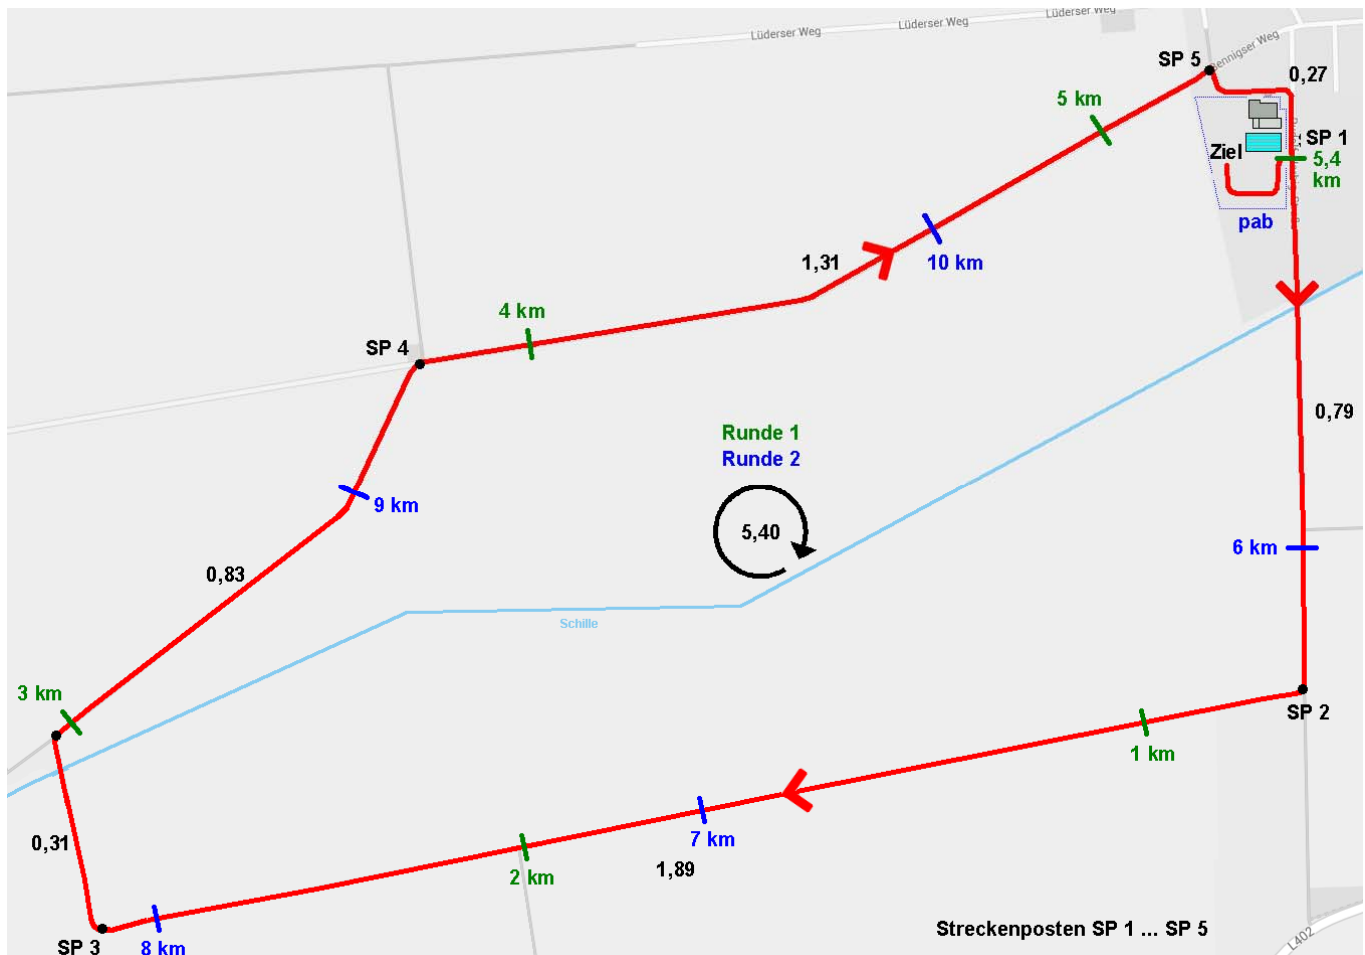 Lüderser Weg
Lüderser Weg
Lüderser Weg
Bennigser Weg
SP 5
0,27
5 km
SP 1
Ziel
5,4
km
pab
10 km
1,31
4 km
SP 4
0,79
Runde 1
Runde 2
9 km
5,40
6 km
0,83
Schille
3 km
SP 2
1 km
7 km
0,31
1,89
2 km
Streckenposten SP 1 ... SP 5
SP 3
8 km
L402